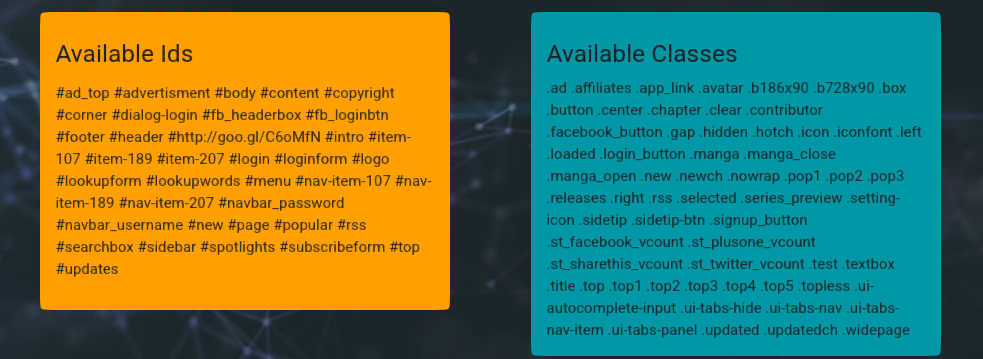 Available Ids
#ad_top #advertisment #body #content #copyright
#corner #dialog-login #fb_headerbox #fb_loginbtn
#footer #header #http://goo.gl/C6oMfN #intro #item-
107 #item-189 #item-207 #login #loginform #logo
#lookupform #lookupwords #menu #nav-item-107 #nav-
item-189 #nav-item-207 #navbar_password
#navbar_username #new #page #popular #rss
#searchbox #sidebar #spotlights #subscribeform #top
#updates
Available Classes
.ad .affiliates .app_link .avatar .b186x90 .b728x90 .box
.button .center .chapter .clear .contributor
.facebook_button .gap .hidden .hotch .icon .iconfont .left
.loaded .login_button .manga .manga_close
.manga_open .new .newch .nowrap .pop1 .pop2 .pop3
.releases .right .rss .selected .series_preview .setting-
icon .sidetip .sidetip-btn .signup_button
.st_facebook_vcount .st_plusone_vcount
.st_sharethis_vcount .st_twitter_vcount .test .textbox
.title .top .top1 .top2 .top3 .top4 .top5 .topless .ui-
autocomplete-input .ui-tabs-hide .ui-tabs-nav .ui-tabs-
nav-item .ui-tabs-panel .updated .updatedch .widepage